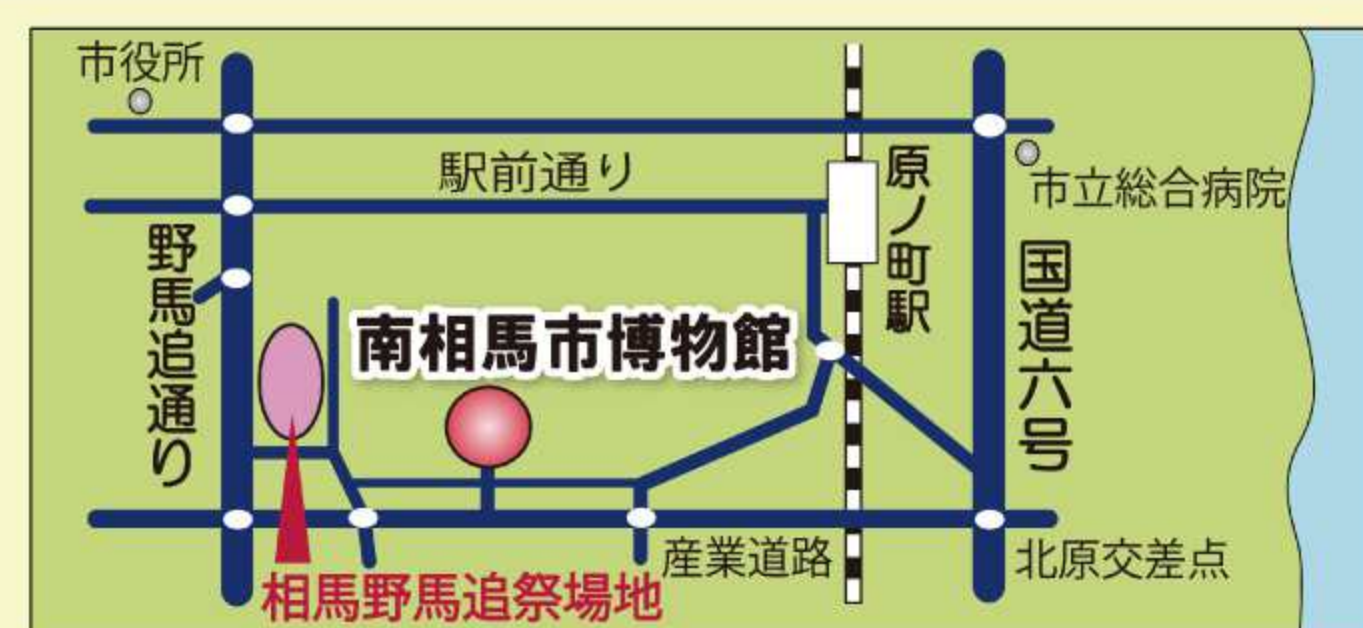 市役所
駅前通り
原ノ町駅
市立総合病院
野馬追通り
国道六号
南相馬市博物館
産業道路
北原交差点
相馬野馬追祭場地